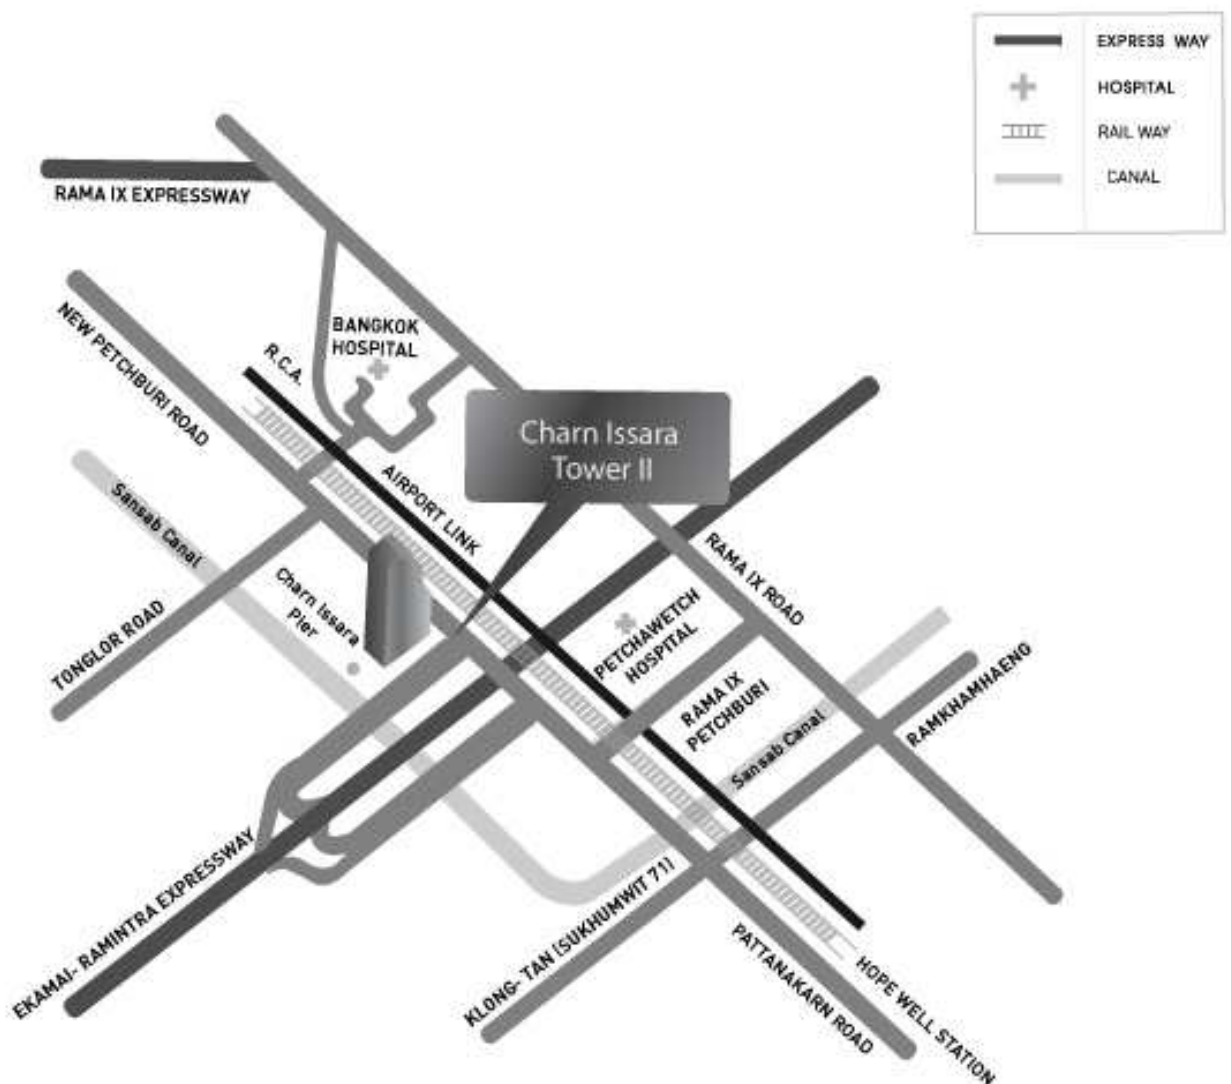 EXPRESS WAY
HOSPITAL
RAIL WAY
CANAL
RAMA IX EXPRESSWAY
NEW PETCHBURI ROAD
BANGKOK
HOSPITAL
R.C.A.
AIRPORT LINK
Charn Issara
Tower II
Sansab Canal
Charn Issara
Pier
TONGLOR ROAD
RAMA IX ROAD
PETCHAWETCH
HOSPITAL
RAMA IX
PETCHBURI
Sansab Canal
RAMKHAMHAENO
EKAMAI- RAMINTRA EXPRESSWAY
KLONG- TAN (SUKHUMWIT 71)
PATTANAKARN ROAD
HOPE WELL STATION